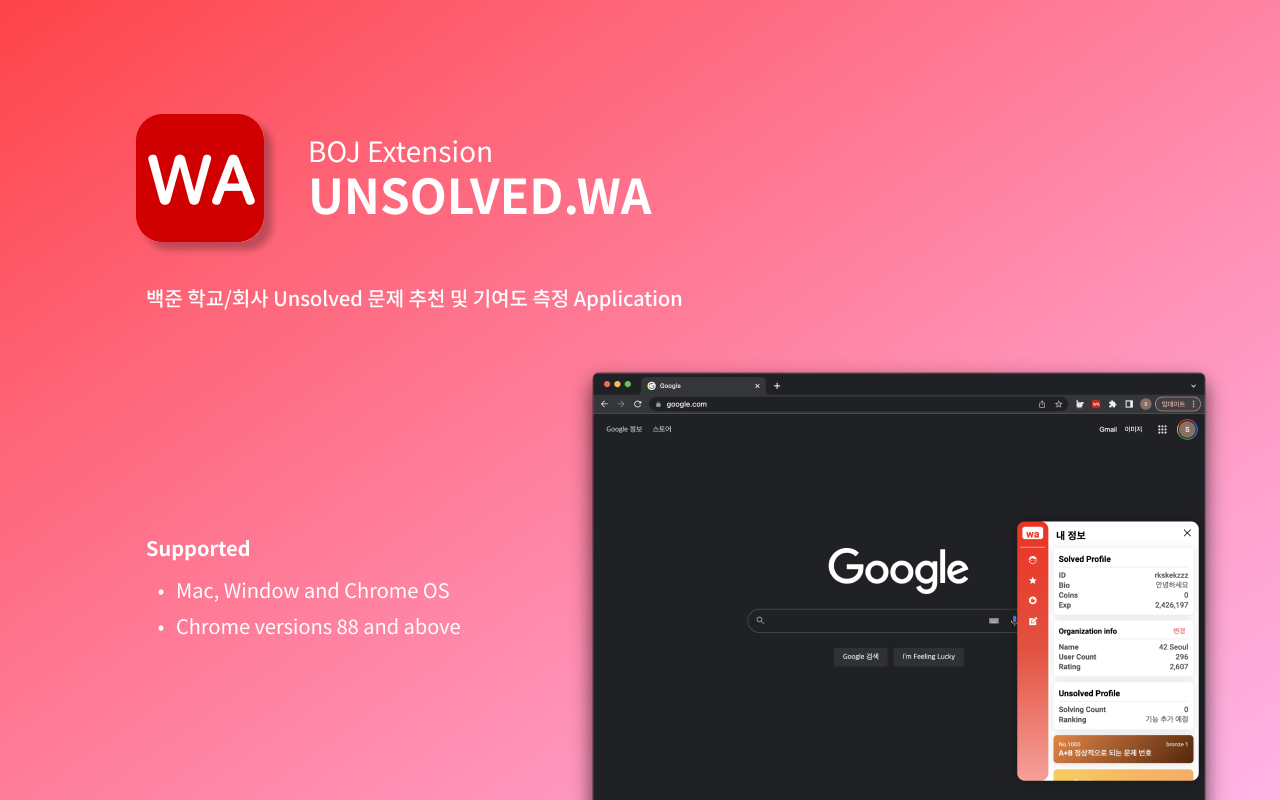 WA
BOJ Extension
UNSOLVED.WA
백준 학교/회사 Unsolved 문제 추천 및 기여도 측정 Application
Supported
• Mac, Window and Chrome OS
• Chrome versions 88 and above
Google
google.com
WA
S
업데이트
Google 정보 스토어
Gmail 이미지
S
Google
Google 검색
I'm Feeling Lucky
wa
내 정보
Solved Profile
ID rkskekzzz
Bio 안녕하세요
Coins 0
Exp 2,426,197
Organization info 변경
Name 42 Seoul
User Count 296
Rating 2,607
Unsolved Profile
Solving Count 0
Ranking 기능 추가 예정
No.1000 bronze 1
A+B 정상적으로 되는 문제 번호